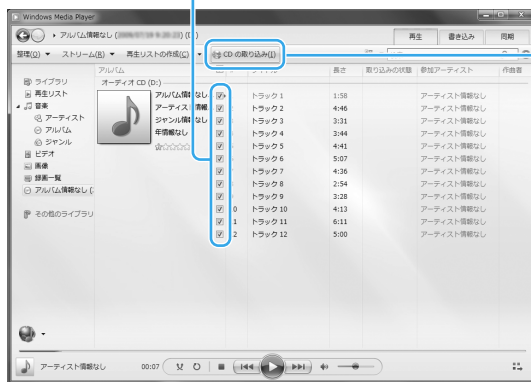 Windows Media Player
アルバム情報なし (
再生 書き込み 同期
整理(O) ストリーム(R) 再生リストの作成(C) CD の取り込み(I)
アルバム 長さ 取り込みの状態 参加アーティスト 作曲者
オーディオ CD (D:)
アルバム情報なし
アーティスト情報
ジャンル情報なし
年情報なし
ライブラリ
再生リスト
音楽
アーティスト
アルバム
ジャンル
ビデオ
画像
録画一覧
アルバム情報なし (
その他のライブラリ
トラック 1 1:58 アーティスト情報なし
トラック 2 4:46 アーティスト情報なし
トラック 3 3:31 アーティスト情報なし
トラック 4 3:44 アーティスト情報なし
トラック 5 4:41 アーティスト情報なし
トラック 6 5:07 アーティスト情報なし
トラック 7 4:36 アーティスト情報なし
トラック 8 2:54 アーティスト情報なし
トラック 9 3:28 アーティスト情報なし
0 トラック 10 4:13 アーティスト情報なし
1 トラック 11 6:11 アーティスト情報なし
2 トラック 12 5:00 アーティスト情報なし
アーティスト情報なし 00:07